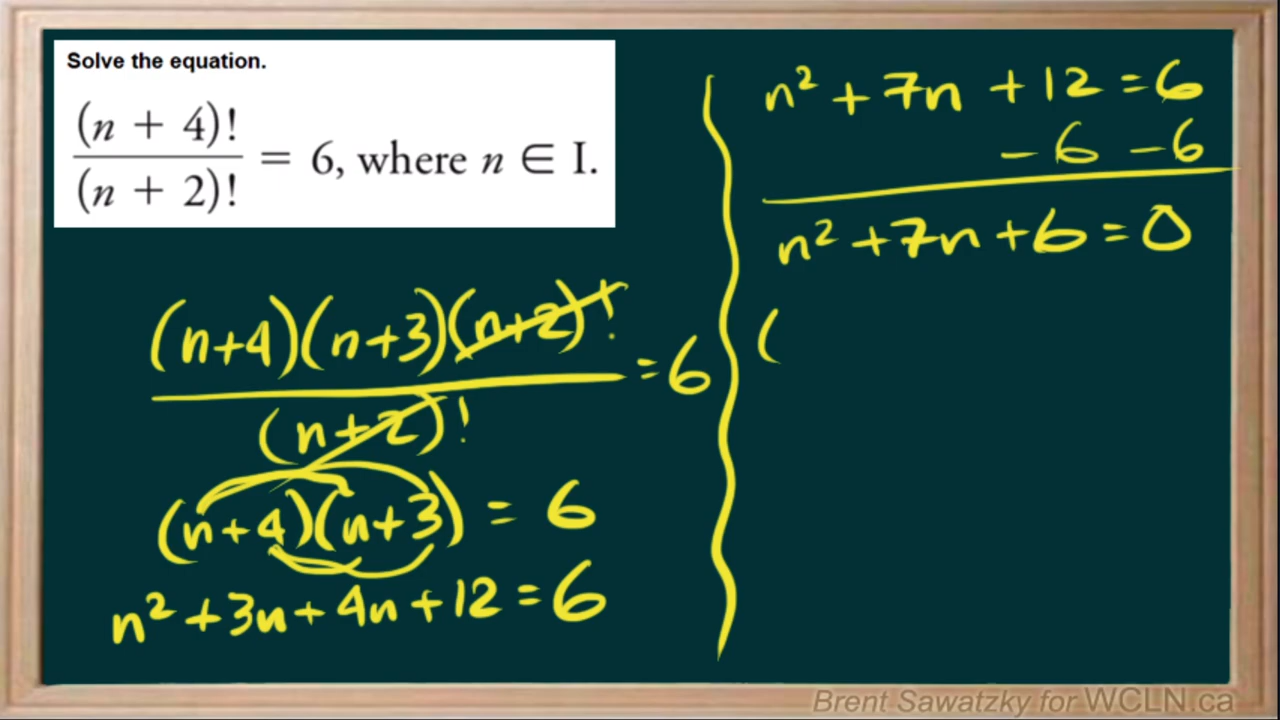 Solve the equation.
(n + 4)!
(n + 2)!
= 6, where n ∈ I.
(n+4)(n+3)(n+2)!
(n+2)!
=6
(n+4)(n+3) = 6
n² +3n+4n+12=6
n² +7n +12 =6
-6 -6
n² +7n+6=0
(
Brent Sawatzky for WCLN.ca